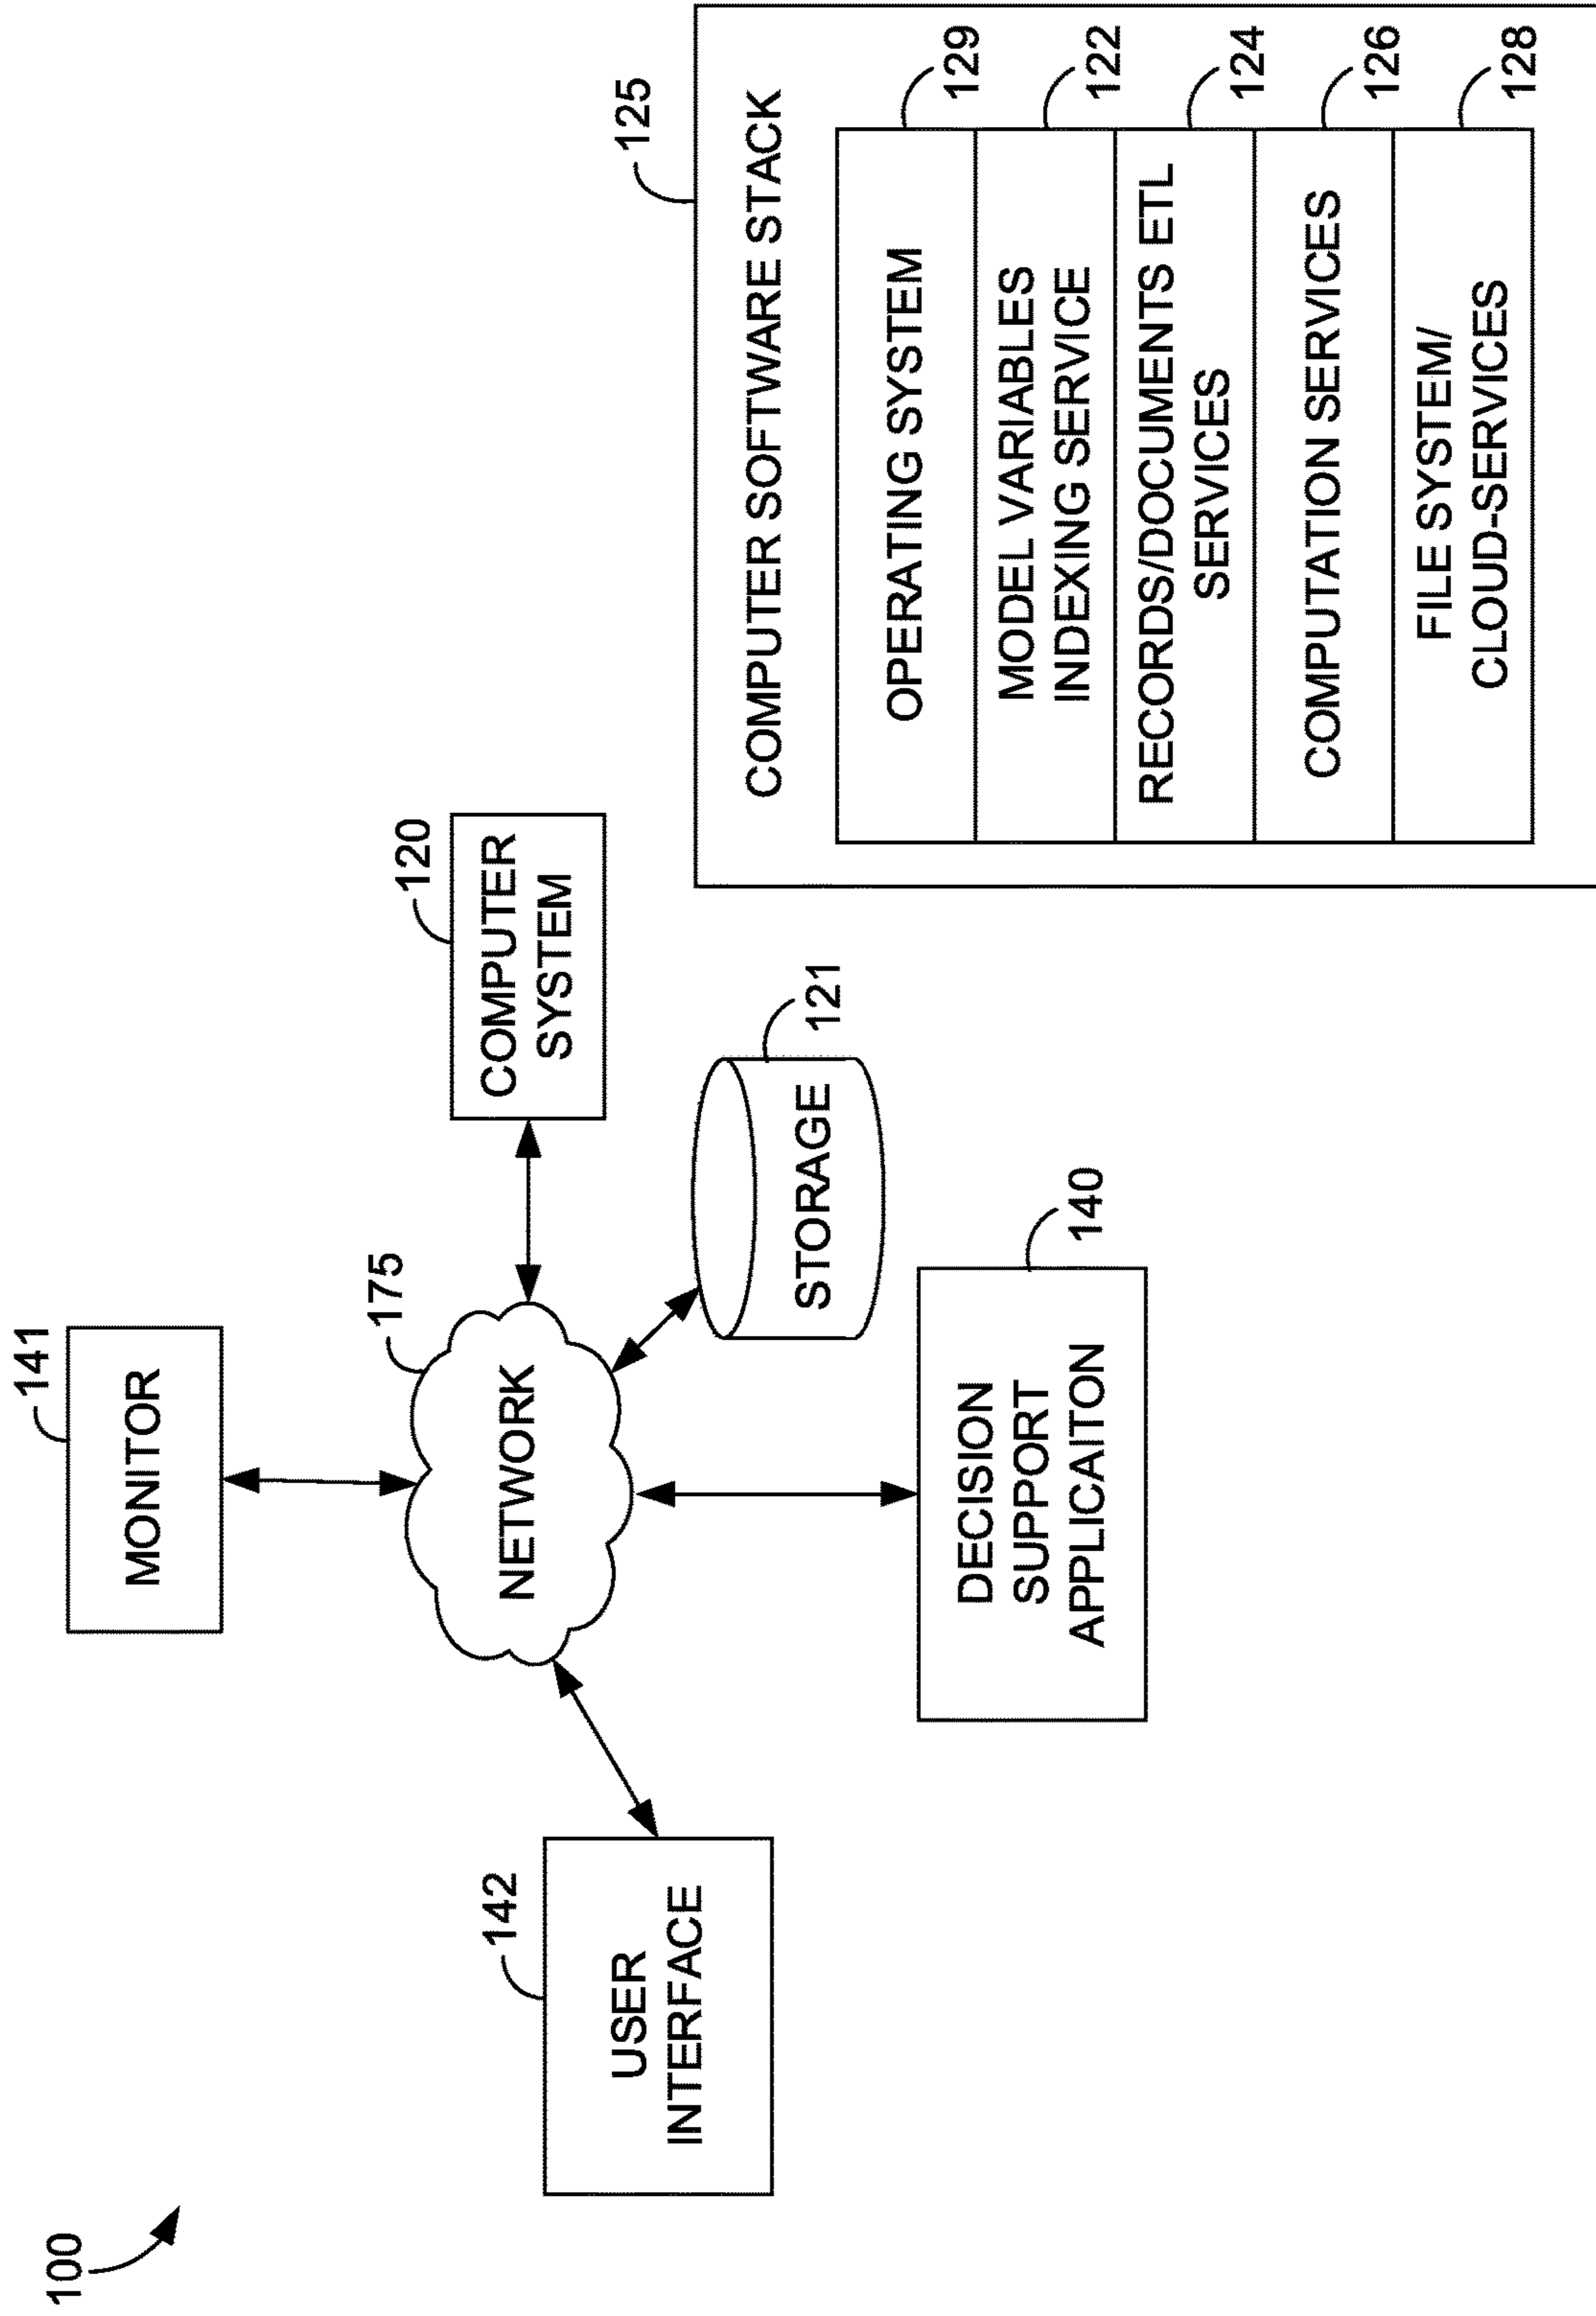 100
141
MONITOR
142
USER
INTERFACE
175
NETWORK
120
COMPUTER
SYSTEM
121
STORAGE
140
DECISION
SUPPORT
APPLICAITON
125
COMPUTER SOFTWARE STACK
OPERATING SYSTEM
129
MODEL VARIABLES
INDEXING SERVICE
122
RECORDS/DOCUMENTS ETL
SERVICES
124
COMPUTATION SERVICES
126
FILE SYSTEM/
CLOUD-SERVICES
128